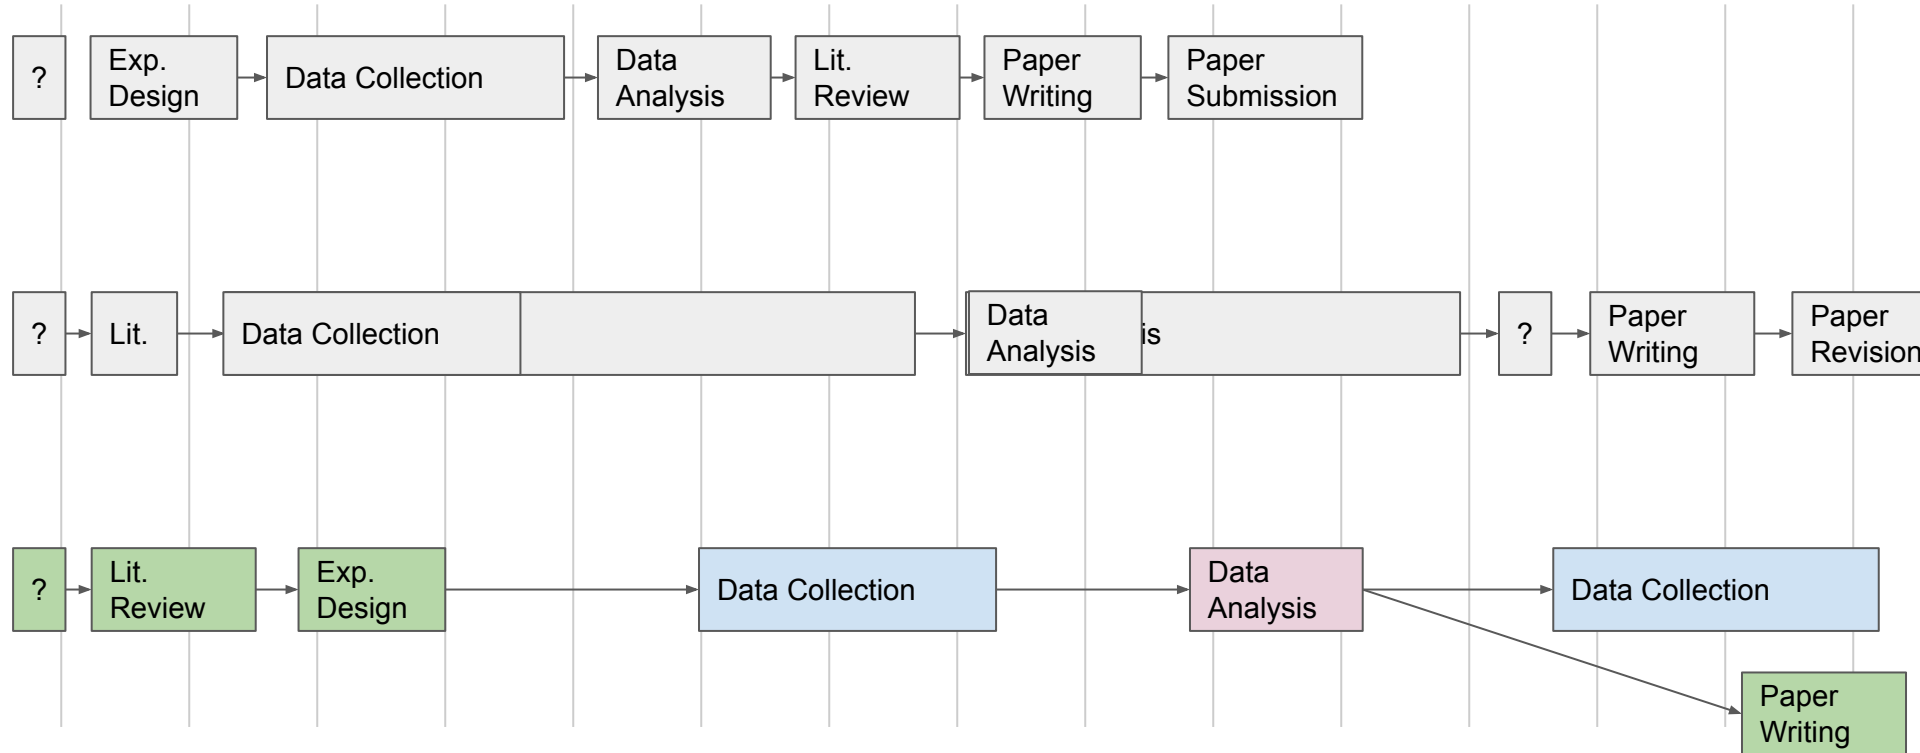 ?
Exp.
Design
Data Collection
Data
Analysis
Lit.
Review
Paper
Writing
Paper
Submission
?
Lit.
Data Collection
Data
Analysis
is
?
Paper
Writing
Paper
Revision
?
Lit.
Review
Exp.
Design
Data Collection
Data
Analysis
Data Collection
Paper
Writing